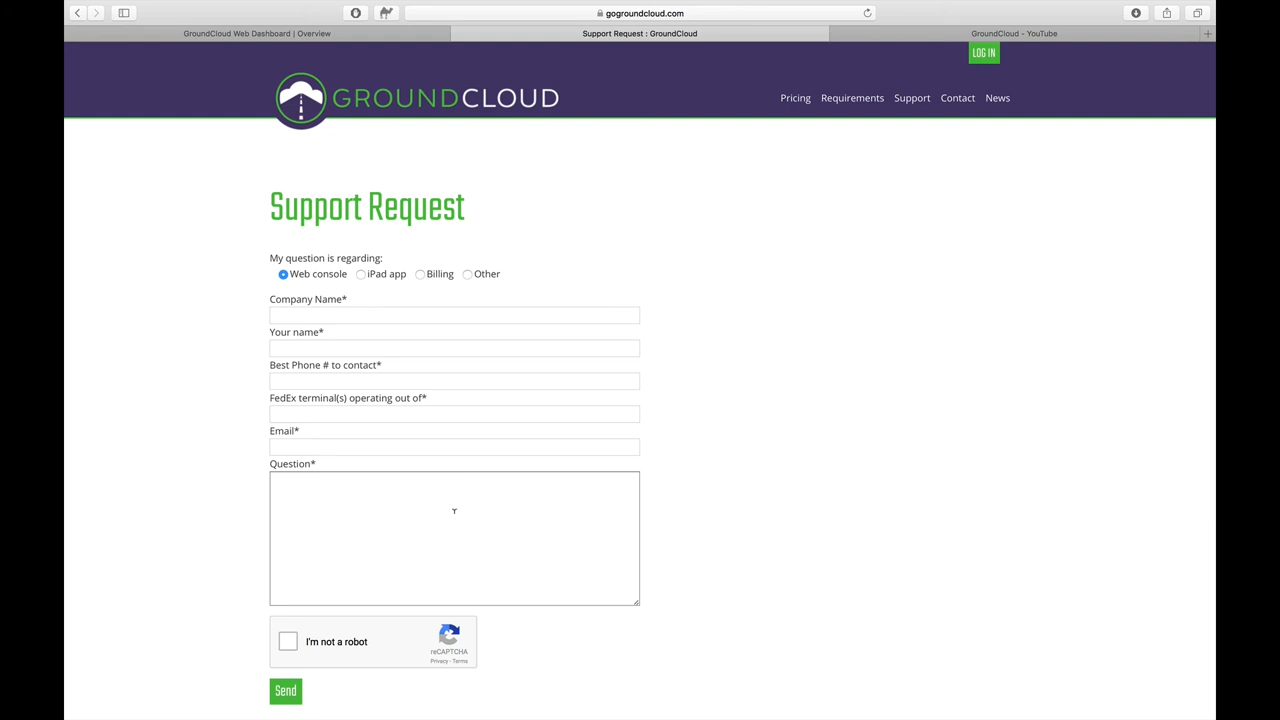 gogroundcloud.com
GroundCloud Web Dashboard | Overview
Support Request : GroundCloud
GroundCloud - YouTube
LOG IN
GROUNDCLOUD
Pricing Requirements Support Contact News
Support Request
My question is regarding:
Web console iPad app Billing Other
Company Name*
Your name*
Best Phone # to contact*
FedEx terminal(s) operating out of*
Email*
Question*
I'm not a robot
reCAPTCHA
Privacy - Terms
Send